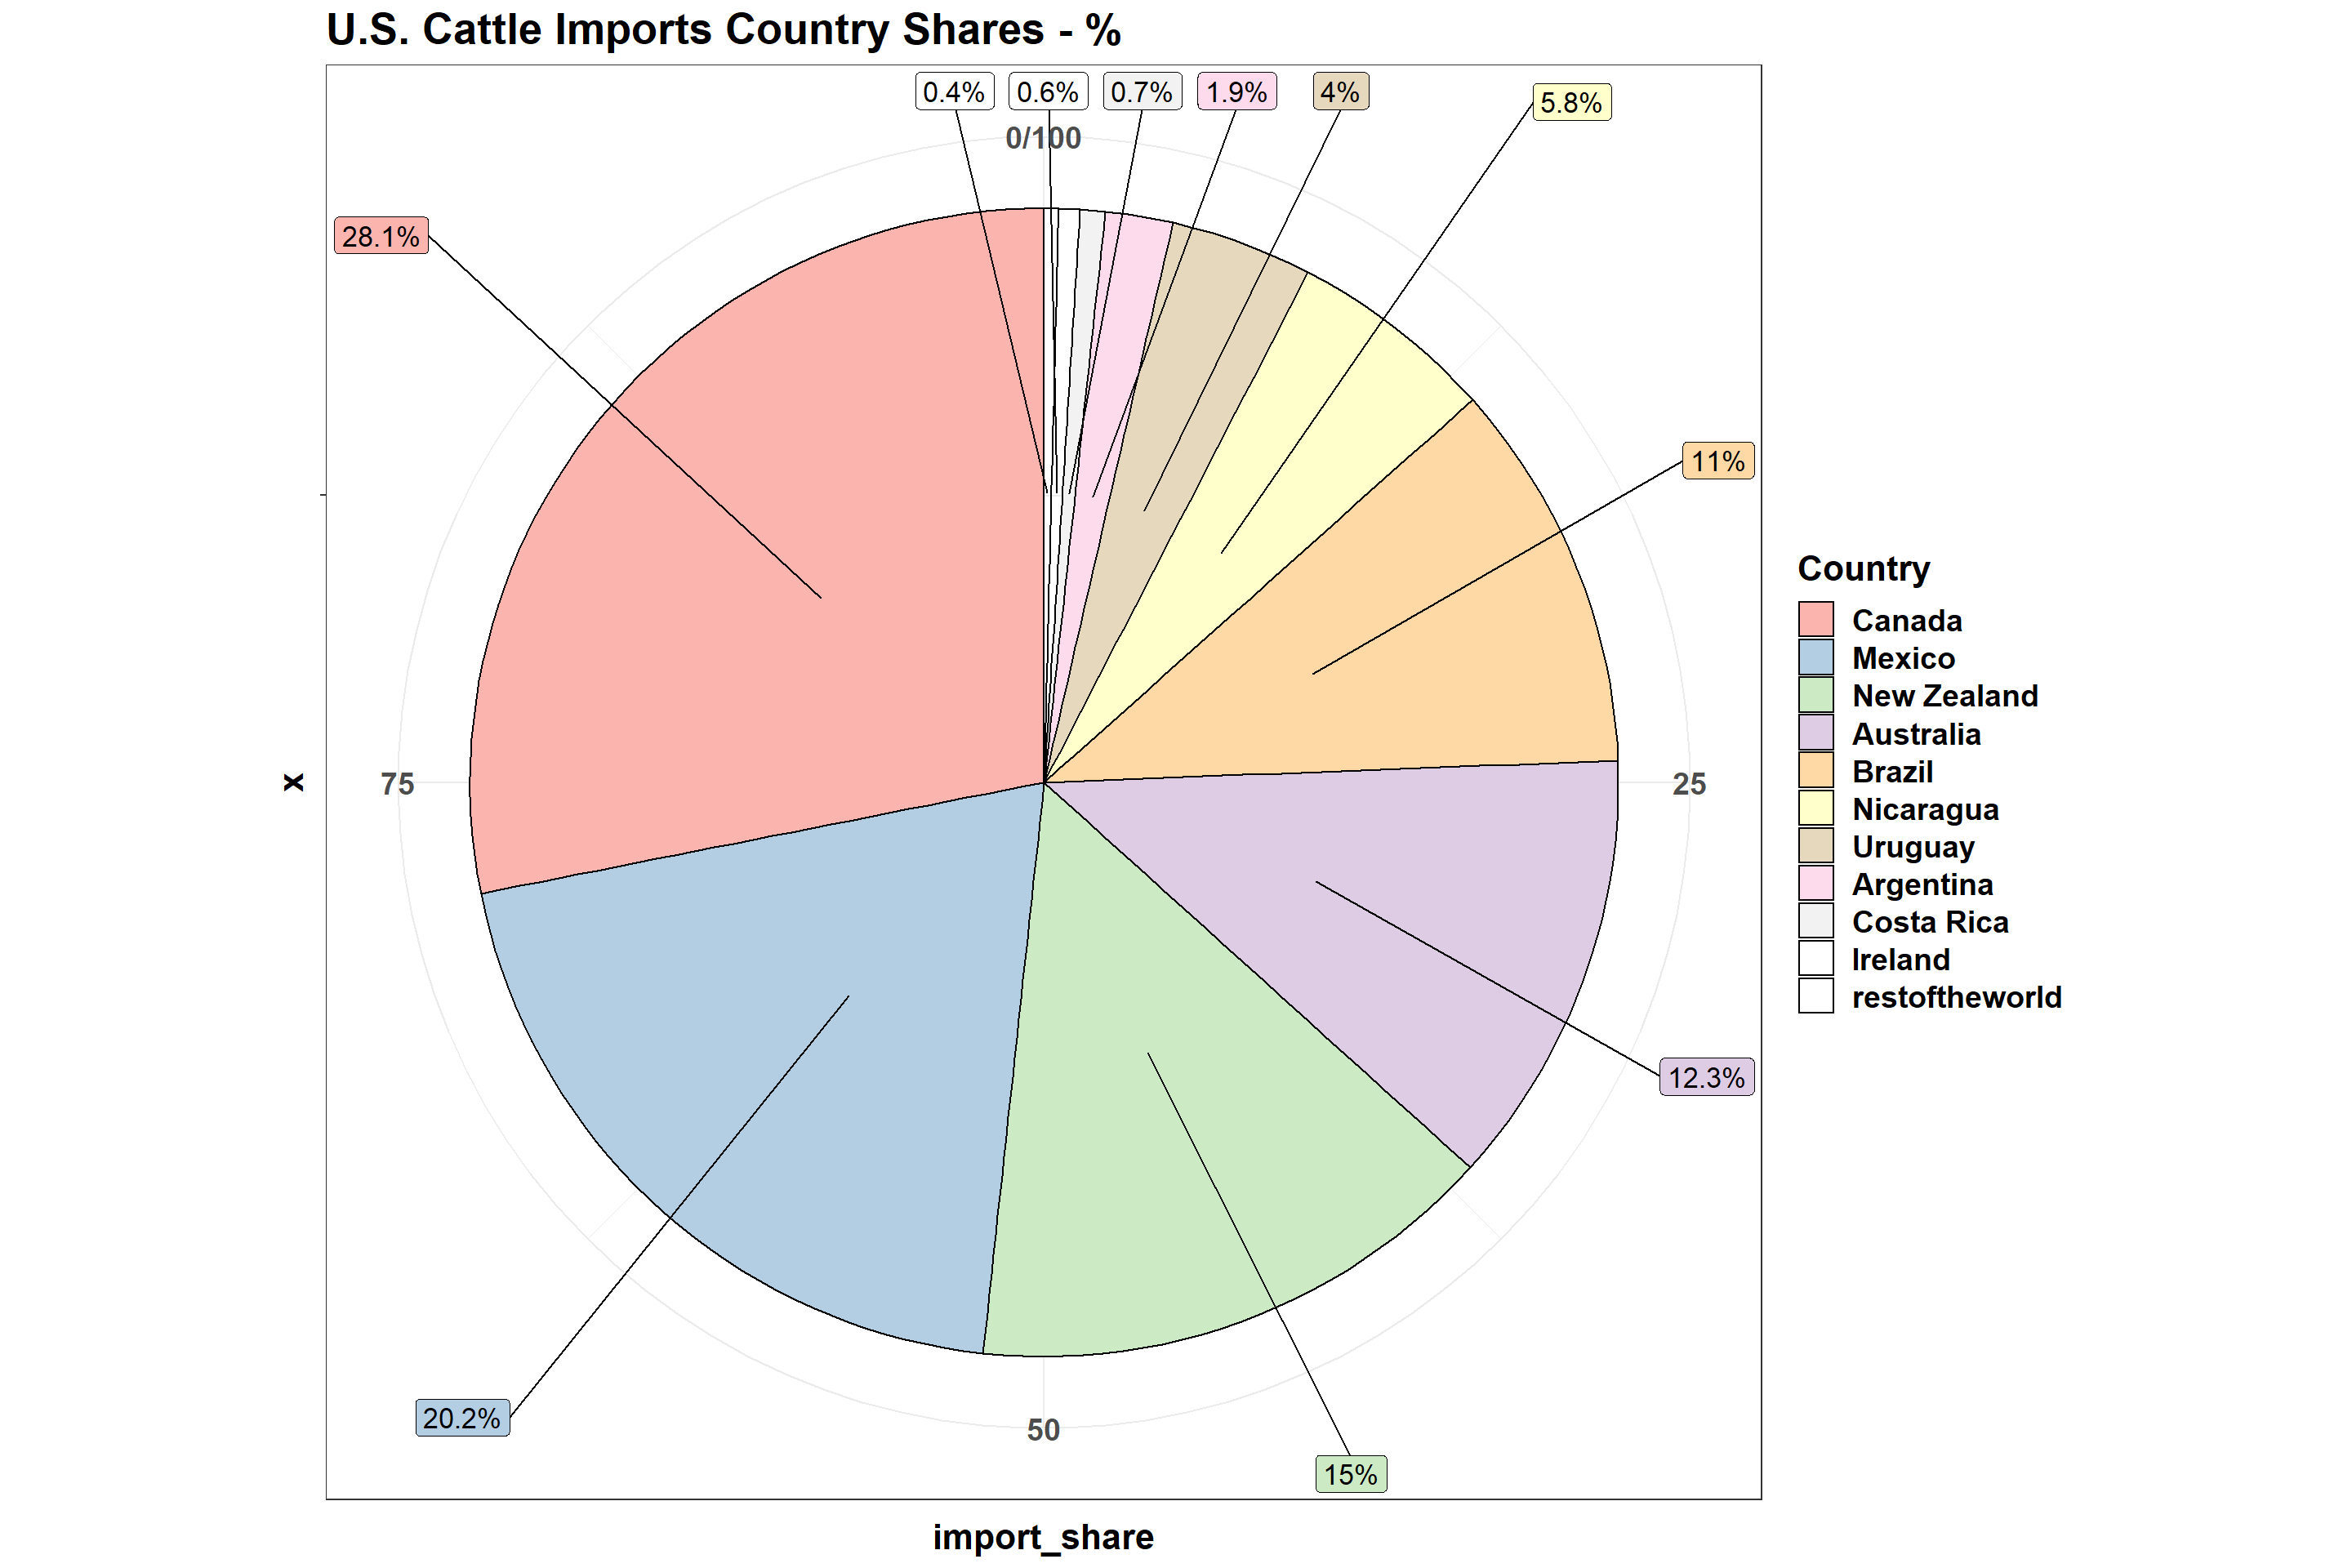 U.S. Cattle Imports Country Shares - %
0.4%
0.6%
0.7%
1.9%
4%
5.8%
0/100
28.1%
11%
75
x
25
12.3%
20.2%
50
15%
import_share
Country
Canada
Mexico
New Zealand
Australia
Brazil
Nicaragua
Uruguay
Argentina
Costa Rica
Ireland
restoftheworld